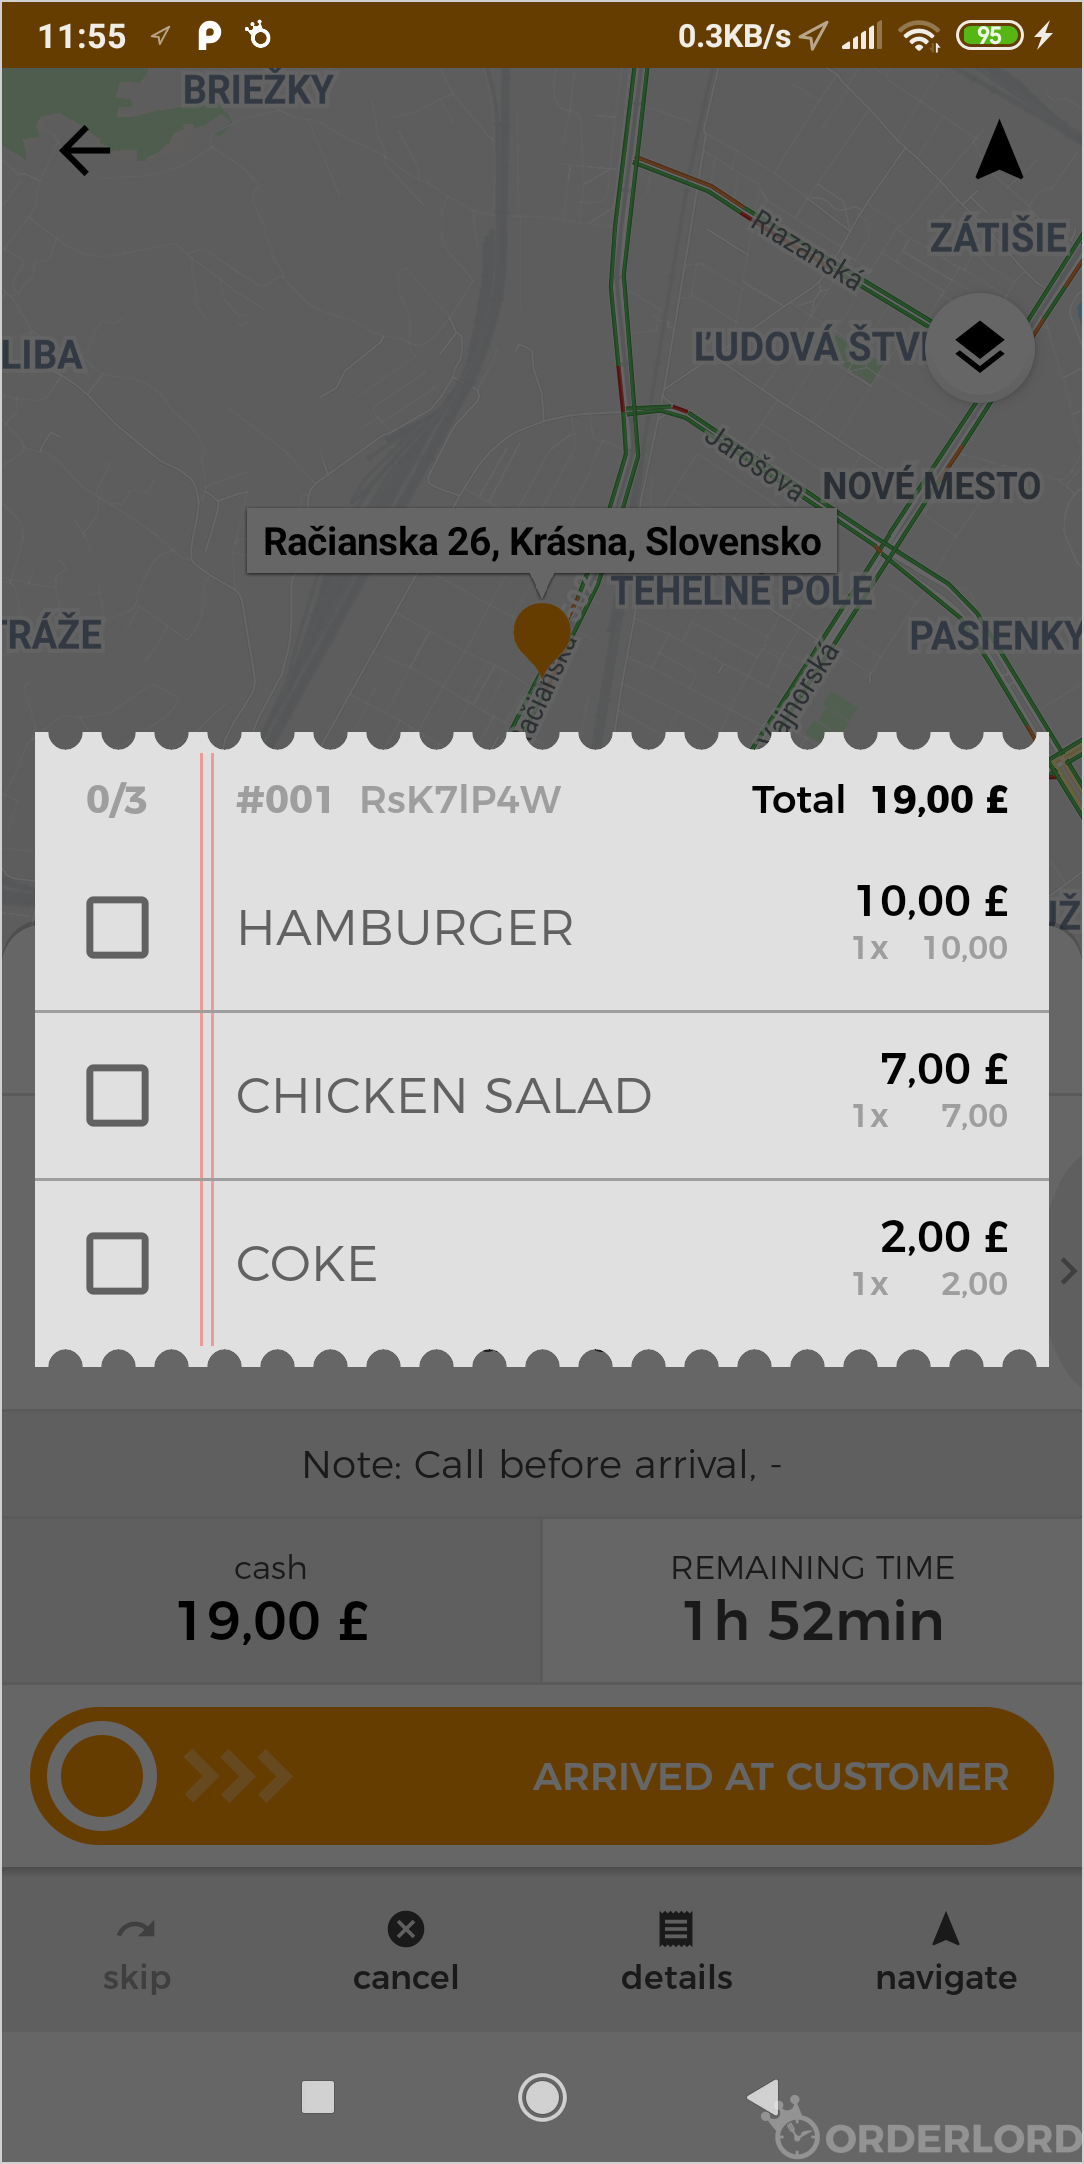 11:55
0.3KB/s 95
BRIEŽKY
Riazanská
ZÁTIŠIE
LIBA
ĽUDOVÁ ŠTV
Jarošova
NOVÉ MESTO
Račianska 26, Krásna, Slovensko
TEHELNÉ POLE
TRÁŽE
PASIENKY
ačianska
Vajnorská
0/3 #001 RsK7lP4W Total 19,00 £
HAMBURGER 10,00 £
1x 10,00
CHICKEN SALAD 7,00 £
1x 7,00
COKE 2,00 £
1x 2,00
Note: Call before arrival, -
cash REMAINING TIME
19,00 £ 1h 52min
ARRIVED AT CUSTOMER
skip cancel details navigate
ORDERLORD